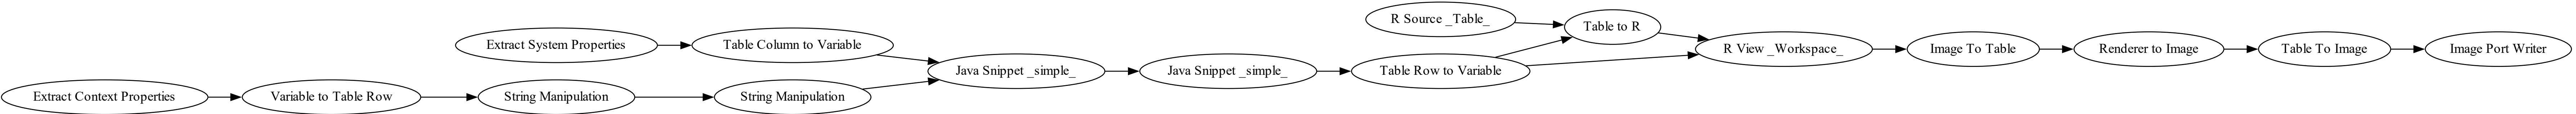 R Source _Table_
Table to R
Extract System Properties
Table Column to Variable
R View _Workspace_
Image To Table
Renderer to Image
Table To Image
Image Port Writer
Java Snippet _simple_
Java Snippet _simple_
Table Row to Variable
Extract Context Properties
Variable to Table Row
String Manipulation
String Manipulation